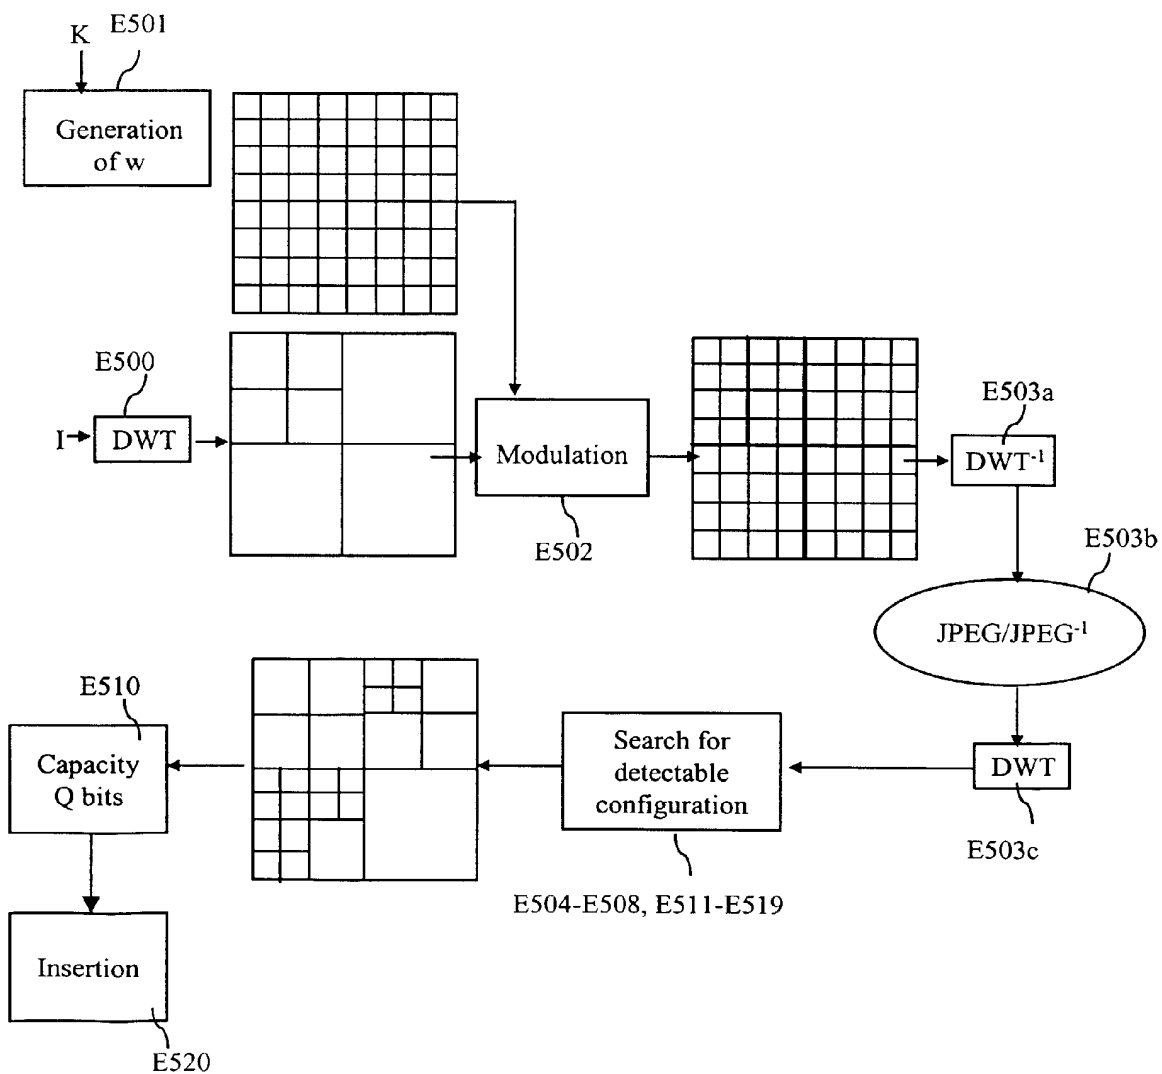 K
E501
Generation
of w
E500
I
DWT
Modulation
E502
E503a
DWT⁻¹
E503b
JPEG/JPEG⁻¹
DWT
E503c
Search for
detectable
configuration
E504-E508, E511-E519
E510
Capacity
Q bits
Insertion
E520